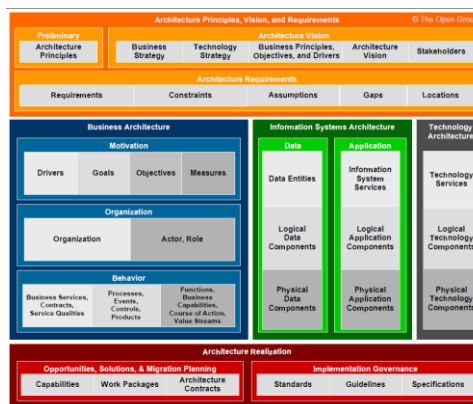 Architecture Principles, Vision, and Requirements
© The Open Grou
Preliminary
Architecture
Principles
Architecture Vision
Business
Strategy
Technology
Strategy
Business Principles,
Objectives, and Drivers
Architecture
Vision
Stakeholders
Architecture Requirements
Requirements
Constraints
Assumptions
Gaps
Locations
Business Architecture
Motivation
Drivers
Goals
Objectives
Measures
Organization
Organization
Actor, Role
Behavior
Business Services,
Contracts,
Service Qualities
Processes,
Events,
Controls,
Products
Functions,
Business
Capabilities,
Course of Action,
Value Streams
Information Systems Architecture
Data
Data Entities
Logical
Data
Components
Physical
Data
Components
Application
Information
System
Services
Logical
Application
Components
Physical
Application
Components
Technology
Architecture
Technology
Services
Logical
Technology
Components
Physical
Technology
Components
Architecture Realization
Opportunities, Solutions, & Migration Planning
Capabilities
Work Packages
Architecture
Contracts
Implementation Governance
Standards
Guidelines
Specifications